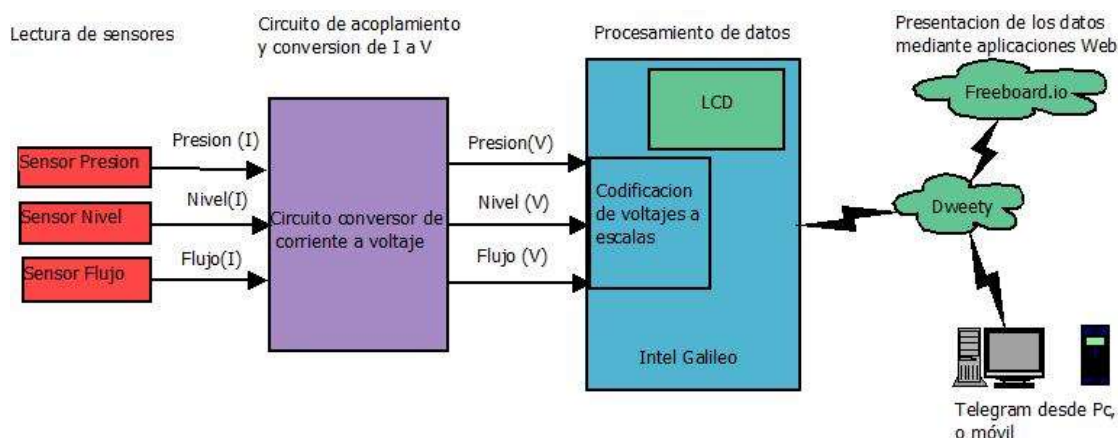 Lectura de sensores
Circuito de acoplamiento
y conversion de I a V
Procesamiento de datos
Presentacion de los datos
mediante aplicaciones Web
Sensor Presion
Sensor Nivel
Sensor Flujo
Presion (I)
Nivel(I)
Flujo(I)
Circuito conversor de
corriente a voltaje
Presion(V)
Nivel (V)
Flujo (V)
LCD
Codificacion
de voltajes a
escalas
Intel Galileo
Freeboard.io
Dweety
Telegram desde Pc,
o móvil